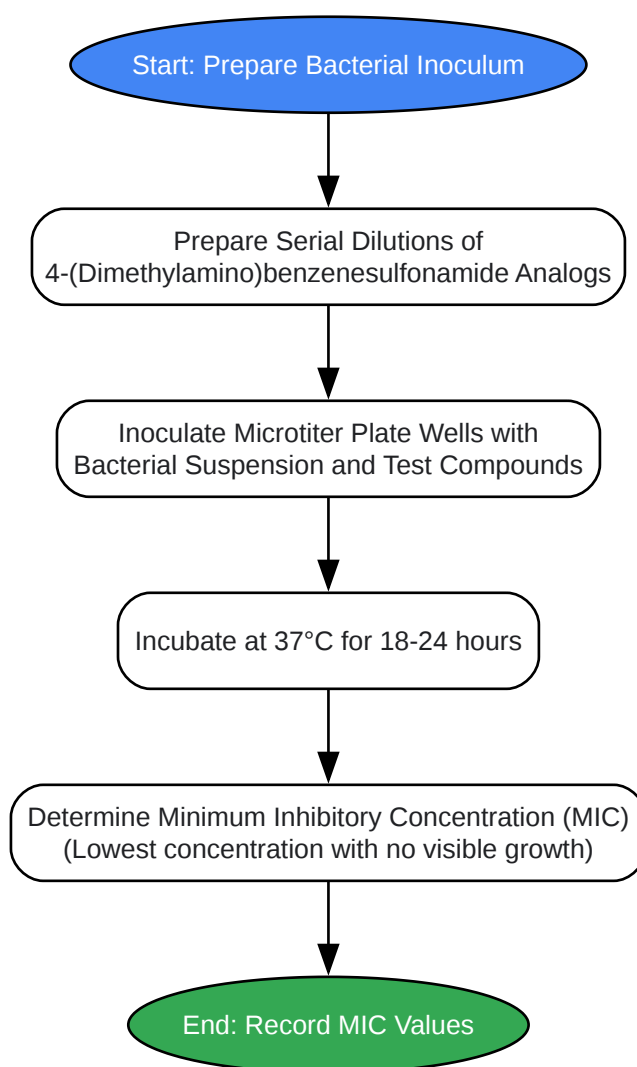 Start: Prepare Bacterial Inoculum
Prepare Serial Dilutions of
4-(Dimethylamino)benzenesulfonamide Analogs
Inoculate Microtiter Plate Wells with
Bacterial Suspension and Test Compounds
Incubate at 37°C for 18-24 hours
Determine Minimum Inhibitory Concentration (MIC)
(Lowest concentration with no visible growth)
End: Record MIC Values